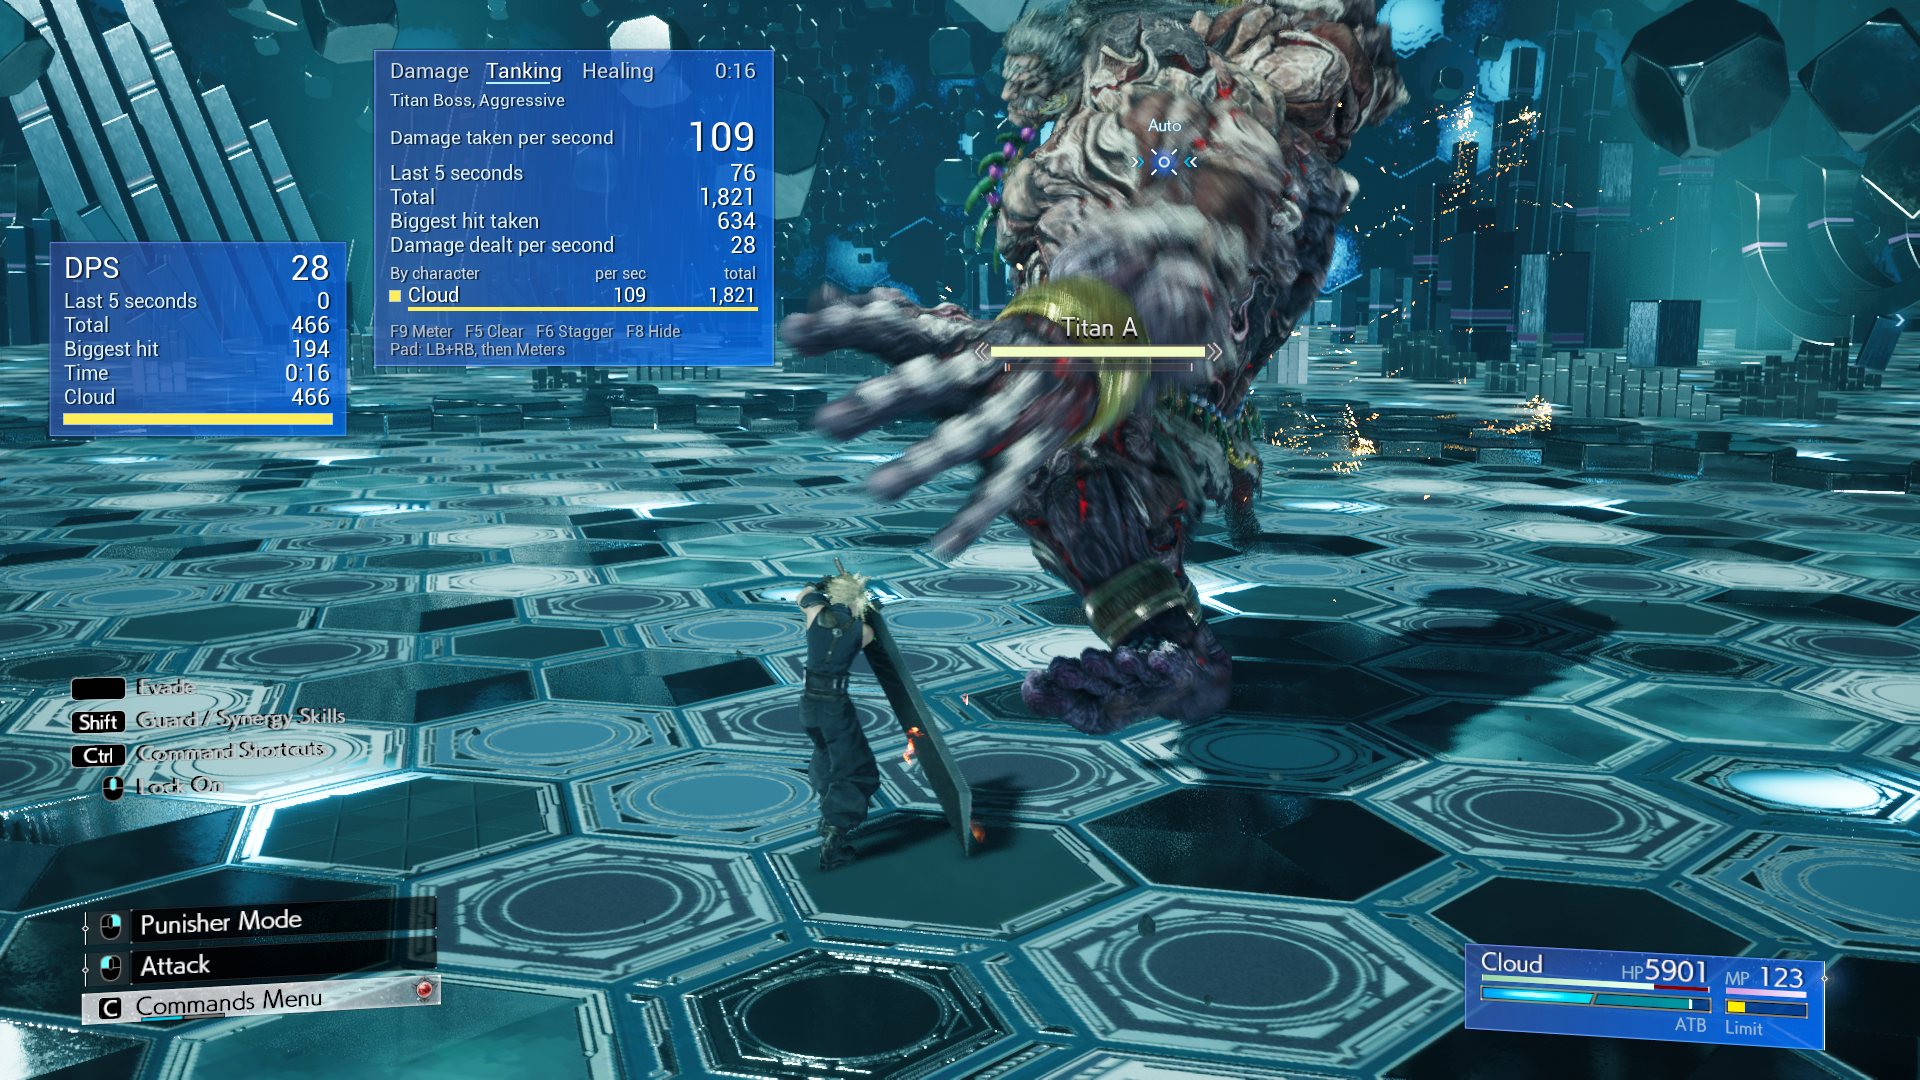 Damage Tanking Healing 0:16
Titan Boss, Aggressive
Damage taken per second 109
Last 5 seconds 76
Total 1,821
Biggest hit taken 634
Damage dealt per second 28
By character per sec total
Cloud 109 1,821
F9 Meter F5 Clear F6 Stagger F8 Hide
Pad: LB+RB, then Meters
DPS 28
Last 5 seconds 0
Total 466
Biggest hit 194
Time 0:16
Cloud 466
Auto
Titan A
Evade
Shift Guard / Synergy Skills
Ctrl Command Shortcuts
Lock On
Punisher Mode
Attack
C Commands Menu
Cloud HP 5901 MP 123
ATB Limit